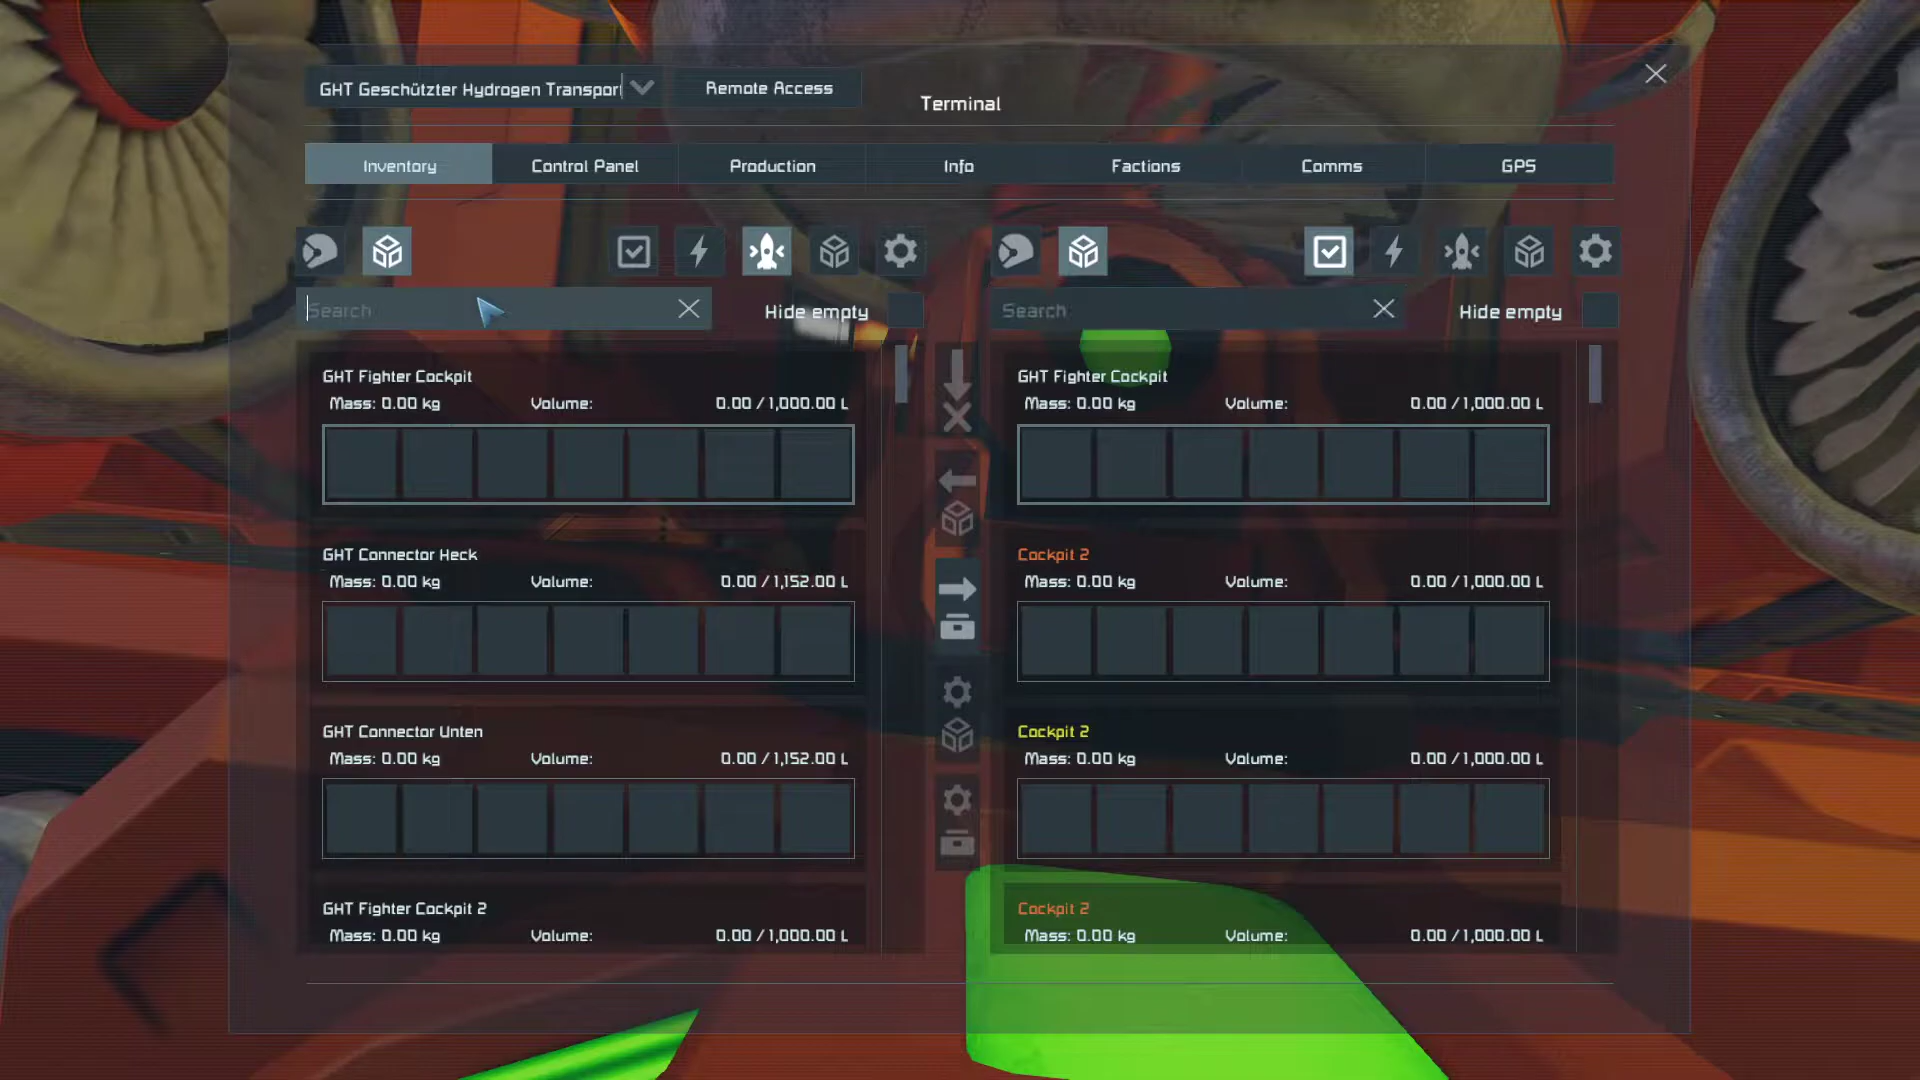 GHT Geschützter Hydrogen Transport
Remote Access
Terminal
Inventory
Control Panel
Production
Info
Factions
Comms
GPS
Search
Hide empty
Search
Hide empty
GHT Fighter Cockpit
Mass: 0.00 kg Volume: 0.00 / 1,000.00 L
GHT Connector Heck
Mass: 0.00 kg Volume: 0.00 / 1,152.00 L
GHT Connector Unten
Mass: 0.00 kg Volume: 0.00 / 1,152.00 L
GHT Fighter Cockpit 2
Mass: 0.00 kg Volume: 0.00 / 1,000.00 L
GHT Fighter Cockpit
Mass: 0.00 kg Volume: 0.00 / 1,000.00 L
Cockpit 2
Mass: 0.00 kg Volume: 0.00 / 1,000.00 L
Cockpit 2
Mass: 0.00 kg Volume: 0.00 / 1,000.00 L
Cockpit 2
Mass: 0.00 kg Volume: 0.00 / 1,000.00 L